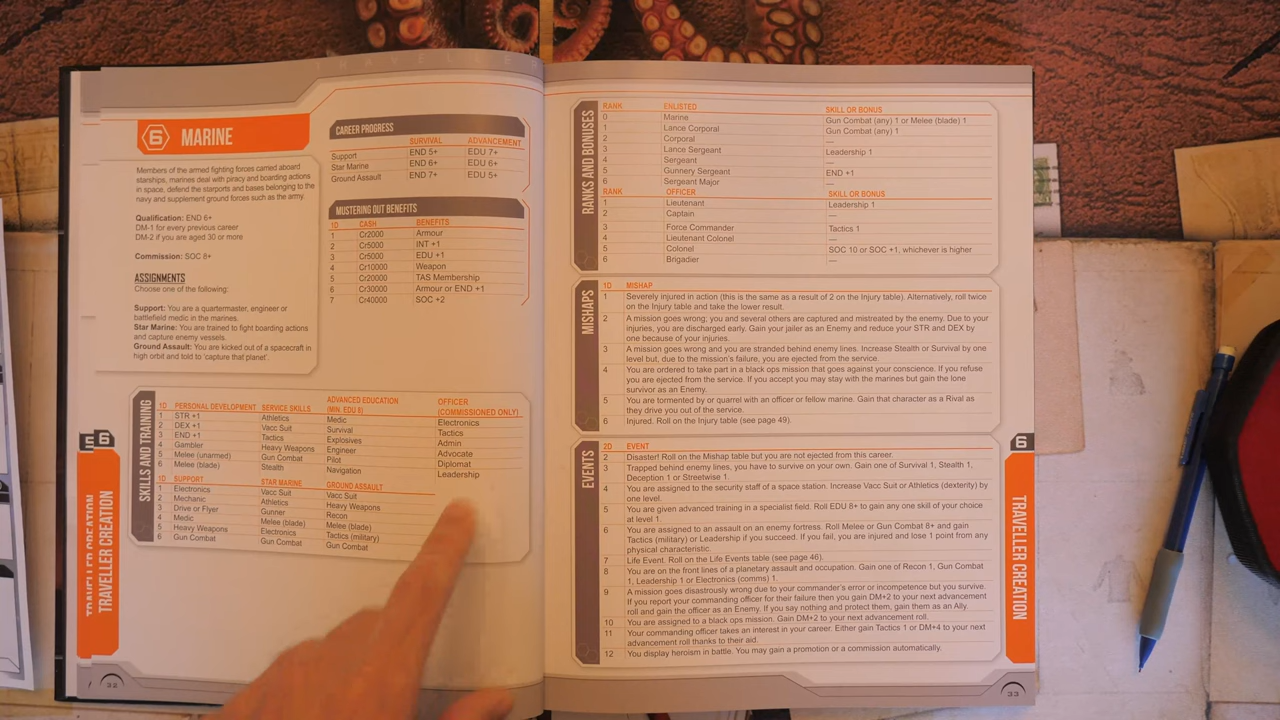 TRAVELLER
6
MARINE
Members of the armed fighting forces carried aboard
starships, marines deal with piracy and boarding actions
in space, defend the starports and bases belonging to the
navy and supplement ground forces such as the army.
Qualification: END 6+
DM-1 for every previous career
DM-2 if you are aged 30 or more
Commission: SOC 8+
ASSIGNMENTS
Choose one of the following:
Support: You are a quartermaster, engineer or
battlefield medic in the marines.
Star Marine: You are trained to fight boarding actions
and capture enemy vessels.
Ground Assault: You are kicked out of a spacecraft in
high orbit and told to 'capture that planet'.
CAREER PROGRESS
SURVIVAL ADVANCEMENT
Support END 5+ EDU 7+
Star Marine END 6+ EDU 6+
Ground Assault END 7+ EDU 5+
MUSTERING OUT BENEFITS
1D CASH BENEFITS
1 Cr2000 Armour
2 Cr5000 INT +1
3 Cr5000 EDU +1
4 Cr10000 Weapon
5 Cr20000 TAS Membership
6 Cr30000 Armour or END +1
7 Cr40000 SOC +2
SKILLS AND TRAINING
1D PERSONAL DEVELOPMENT SERVICE SKILLS ADVANCED EDUCATION (MIN. EDU 8) OFFICER (COMMISSIONED ONLY)
1 STR +1 Athletics Medic Electronics
2 DEX +1 Vacc Suit Survival Tactics
3 END +1 Tactics Explosives Admin
4 Gambler Heavy Weapons Engineer Advocate
5 Melee (unarmed) Gun Combat Pilot Diplomat
6 Melee (blade) Stealth Navigation Leadership
1D SUPPORT STAR MARINE GROUND ASSAULT
1 Electronics Vacc Suit Vacc Suit
2 Mechanic Athletics Heavy Weapons
3 Drive or Flyer Gunner Recon
4 Medic Melee (blade) Melee (blade)
5 Heavy Weapons Electronics Tactics (military)
6 Gun Combat Gun Combat Gun Combat
6
TRAVELLER CREATION
TRAVELLER CREATION
32
RANKS AND BONUSES
RANK ENLISTED SKILL OR BONUS
0 Marine Gun Combat (any) 1 or Melee (blade) 1
1 Lance Corporal Gun Combat (any) 1
2 Corporal —
3 Lance Sergeant Leadership 1
4 Sergeant —
5 Gunnery Sergeant END +1
6 Sergeant Major —
RANK OFFICER SKILL OR BONUS
1 Lieutenant Leadership 1
2 Captain —
3 Force Commander Tactics 1
4 Lieutenant Colonel —
5 Colonel SOC 10 or SOC +1, whichever is higher
6 Brigadier —
MISHAPS
1D MISHAP
1 Severely injured in action (this is the same as a result of 2 on the Injury table). Alternatively, roll twice
on the Injury table and take the lower result.
2 A mission goes wrong; you and several others are captured and mistreated by the enemy. Due to your
injuries, you are discharged early. Gain your jailer as an Enemy and reduce your STR and DEX by
one because of your injuries.
3 A mission goes wrong and you are stranded behind enemy lines. Increase Stealth or Survival by one
level but, due to the mission's failure, you are ejected from the service.
4 You are ordered to take part in a black ops mission that goes against your conscience. If you refuse
you are ejected from the service. If you accept you may stay with the marines but gain the lone
survivor as an Enemy.
5 You are tormented by or quarrel with an officer or fellow marine. Gain that character as a Rival as
they drive you out of the service.
6 Injured. Roll on the Injury table (see page 49).
EVENTS
2D EVENT
2 Disaster! Roll on the Mishap table but you are not ejected from this career.
3 Trapped behind enemy lines, you have to survive on your own. Gain one of Survival 1, Stealth 1,
Deception 1 or Streetwise 1.
4 You are assigned to the security staff of a space station. Increase Vacc Suit or Athletics (dexterity) by
one level.
5 You are given advanced training in a specialist field. Roll EDU 8+ to gain any one skill of your choice
at level 1.
6 You are assigned to an assault on an enemy fortress. Roll Melee or Gun Combat 8+ and gain
Tactics (military) or Leadership if you succeed. If you fail, you are injured and lose 1 point from any
physical characteristic.
7 Life Event. Roll on the Life Events table (see page 46).
8 You are on the front lines of a planetary assault and occupation. Gain one of Recon 1, Gun Combat
1, Leadership 1 or Electronics (comms) 1.
9 A mission goes disastrously wrong due to your commander's error or incompetence but you survive.
If you report your commanding officer for their failure then you gain DM+2 to your next advancement
roll and gain the officer as an Enemy. If you say nothing and protect them, gain them as an Ally.
10 You are assigned to a black ops mission. Gain DM+2 to your next advancement roll.
11 Your commanding officer takes an interest in your career. Either gain Tactics 1 or DM+4 to your next
advancement roll thanks to their aid.
12 You display heroism in battle. You may gain a promotion or a commission automatically.
6
TRAVELLER CREATION
33